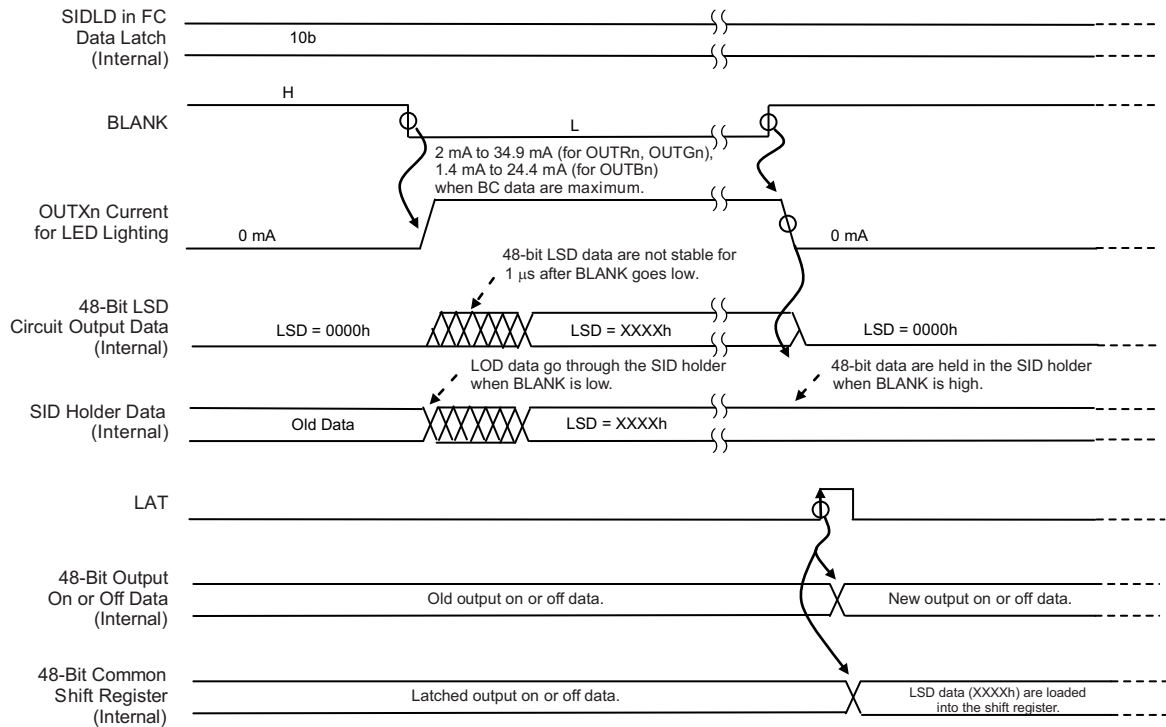 SIDLD in FC
Data Latch
(Internal)
10b
H
BLANK
L
2 mA to 34.9 mA (for OUTRn, OUTGn),
1.4 mA to 24.4 mA (for OUTBn)
when BC data are maximum.
OUTXn Current
for LED Lighting
0 mA
0 mA
48-bit LSD data are not stable for
1 μs after BLANK goes low.
48-Bit LSD
Circuit Output Data
(Internal)
LSD = 0000h
LSD = XXXXh
LSD = 0000h
LOD data go through the SID holder
when BLANK is low.
48-bit data are held in the SID holder
when BLANK is high.
SID Holder Data
(Internal)
Old Data
LSD = XXXXh
LAT
48-Bit Output
On or Off Data
(Internal)
Old output on or off data.
New output on or off data.
48-Bit Common
Shift Register
(Internal)
Latched output on or off data.
LSD data (XXXXh) are loaded
into the shift register.